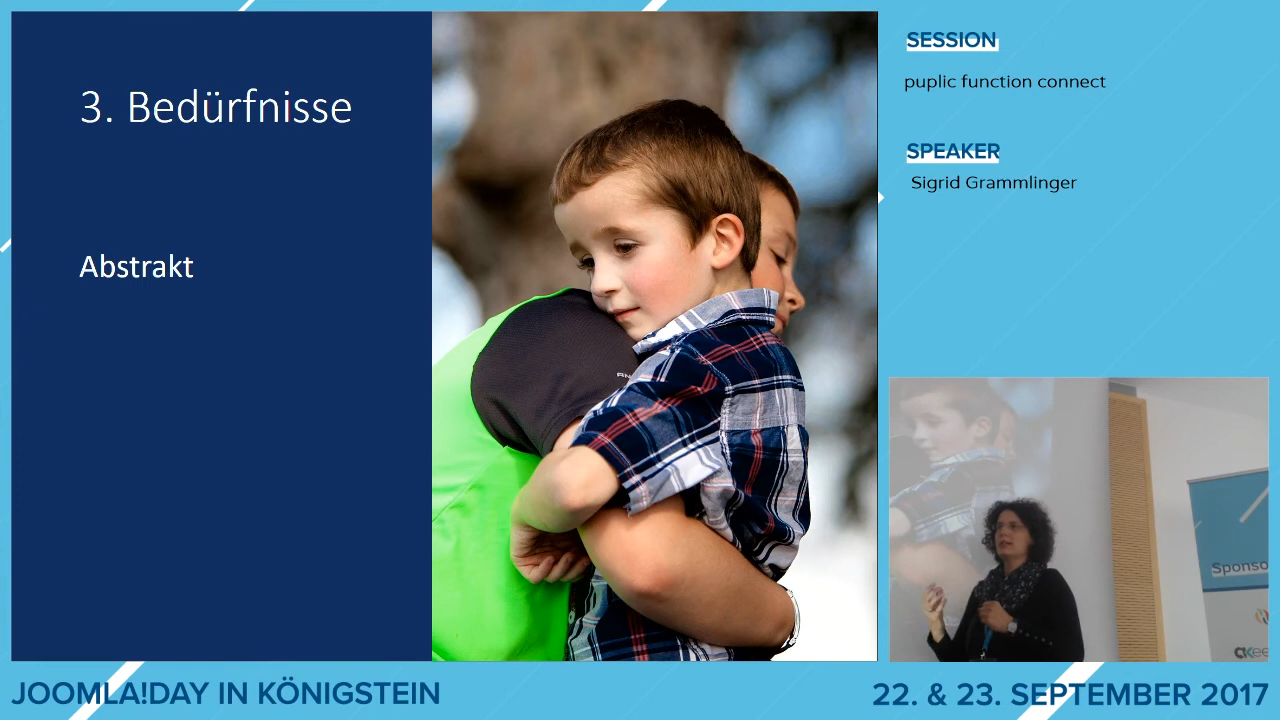 3. Bedürfnisse
Abstrakt
SESSION
puplic function connect
SPEAKER
Sigrid Grammlinger
JOOMLA!DAY IN KÖNIGSTEIN
22. & 23. SEPTEMBER 2017